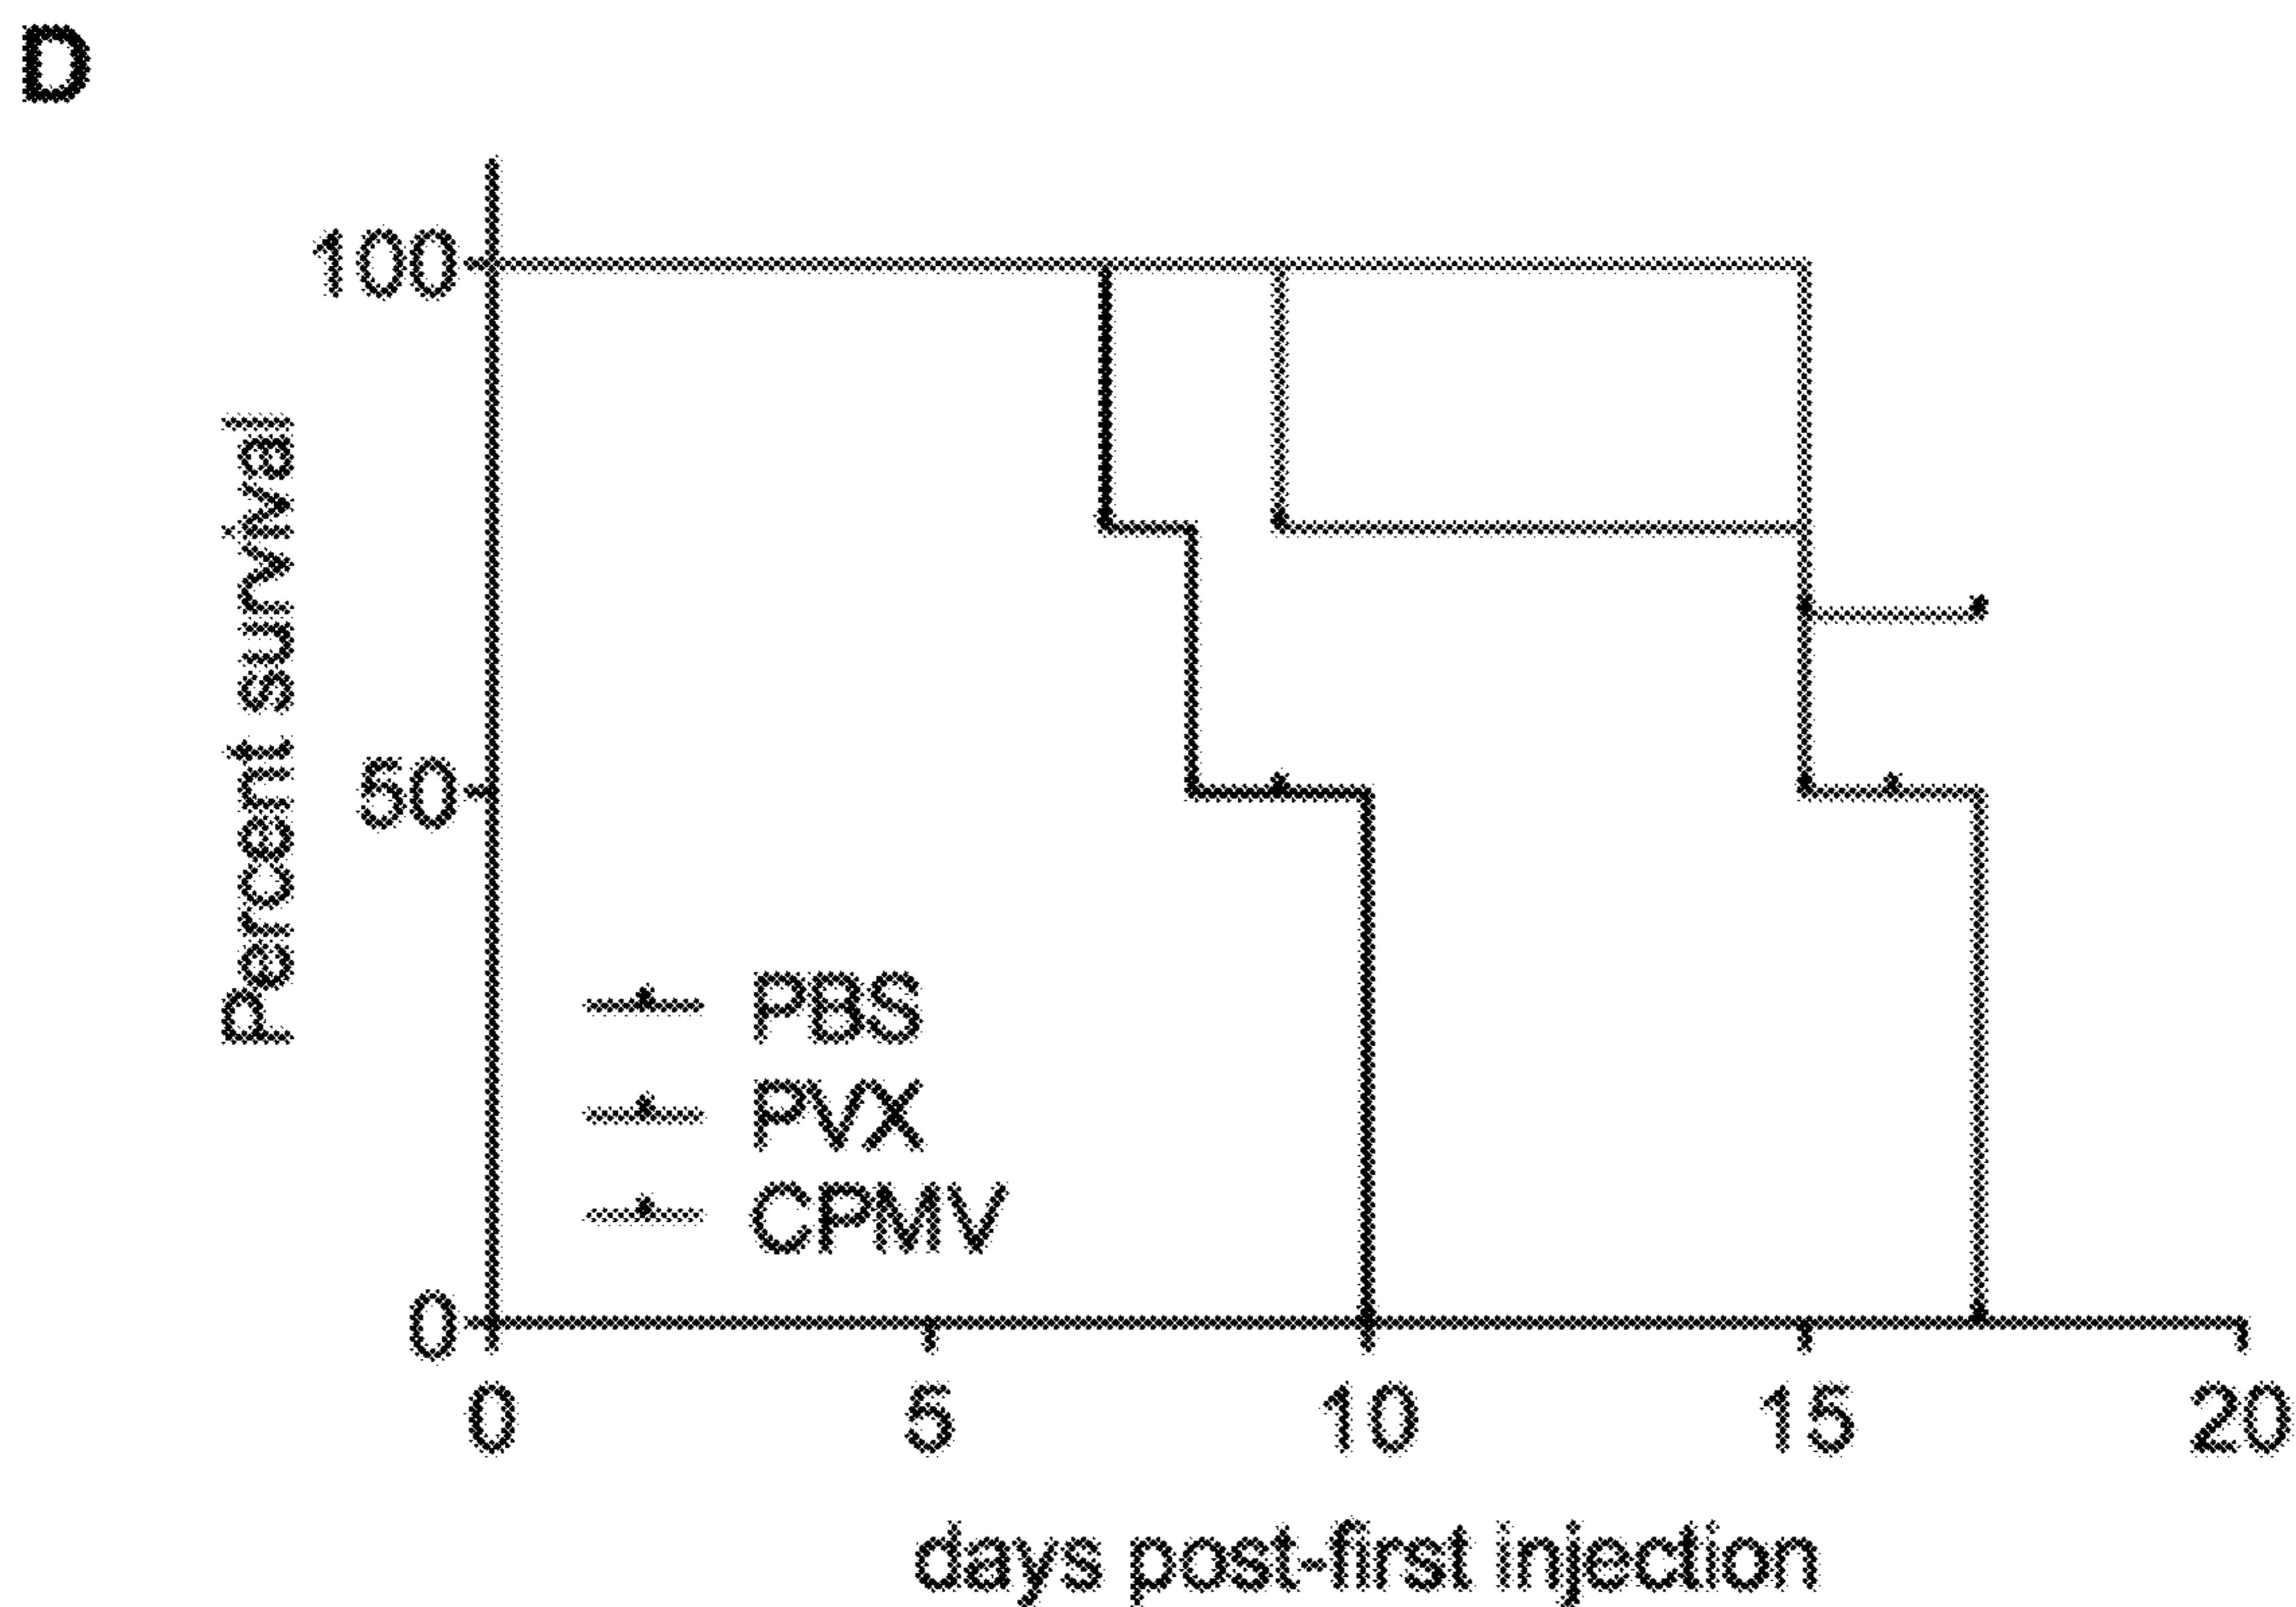 D
Percent survival
100
50
0
PBS
PVX
CPMV
0 5 10 15 20
days post-first injection